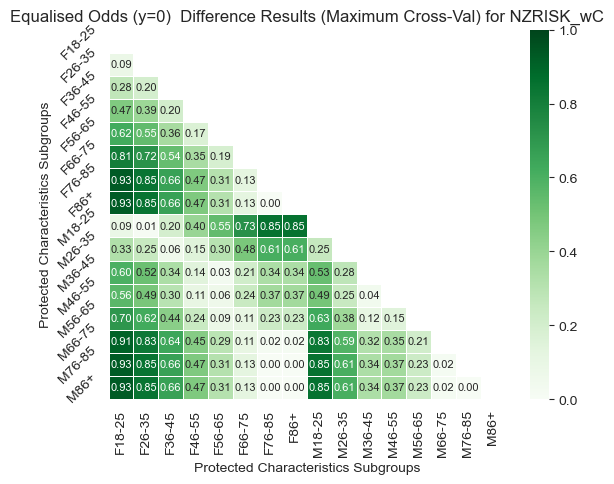 Equalised Odds (y=0)  Difference Results (Maximum Cross-Val) for NZRISK_wC
Protected Characteristics Subgroups
F18-25
F26-35 0.09
F36-45 0.28 0.20
F46-55 0.47 0.39 0.20
F56-65 0.62 0.55 0.36 0.17
F66-75 0.81 0.72 0.54 0.35 0.19
F76-85 0.93 0.85 0.66 0.47 0.31 0.13
F86+ 0.93 0.85 0.66 0.47 0.31 0.13 0.00
M18-25 0.09 0.01 0.20 0.40 0.55 0.73 0.85 0.85
M26-35 0.33 0.25 0.06 0.15 0.30 0.48 0.61 0.61 0.25
M36-45 0.60 0.52 0.34 0.14 0.03 0.21 0.34 0.34 0.53 0.28
M46-55 0.56 0.49 0.30 0.11 0.06 0.24 0.37 0.37 0.49 0.25 0.04
M56-65 0.70 0.62 0.44 0.24 0.09 0.11 0.23 0.23 0.63 0.38 0.12 0.15
M66-75 0.91 0.83 0.64 0.45 0.29 0.11 0.02 0.02 0.83 0.59 0.32 0.35 0.21
M76-85 0.93 0.85 0.66 0.47 0.31 0.13 0.00 0.00 0.85 0.61 0.34 0.37 0.23 0.02
M86+ 0.93 0.85 0.66 0.47 0.31 0.13 0.00 0.00 0.85 0.61 0.34 0.37 0.23 0.02 0.00
F18-25 F26-35 F36-45 F46-55 F56-65 F66-75 F76-85 F86+ M18-25 M26-35 M36-45 M46-55 M56-65 M66-75 M76-85 M86+
Protected Characteristics Subgroups
1.0
0.8
0.6
0.4
0.2
0.0